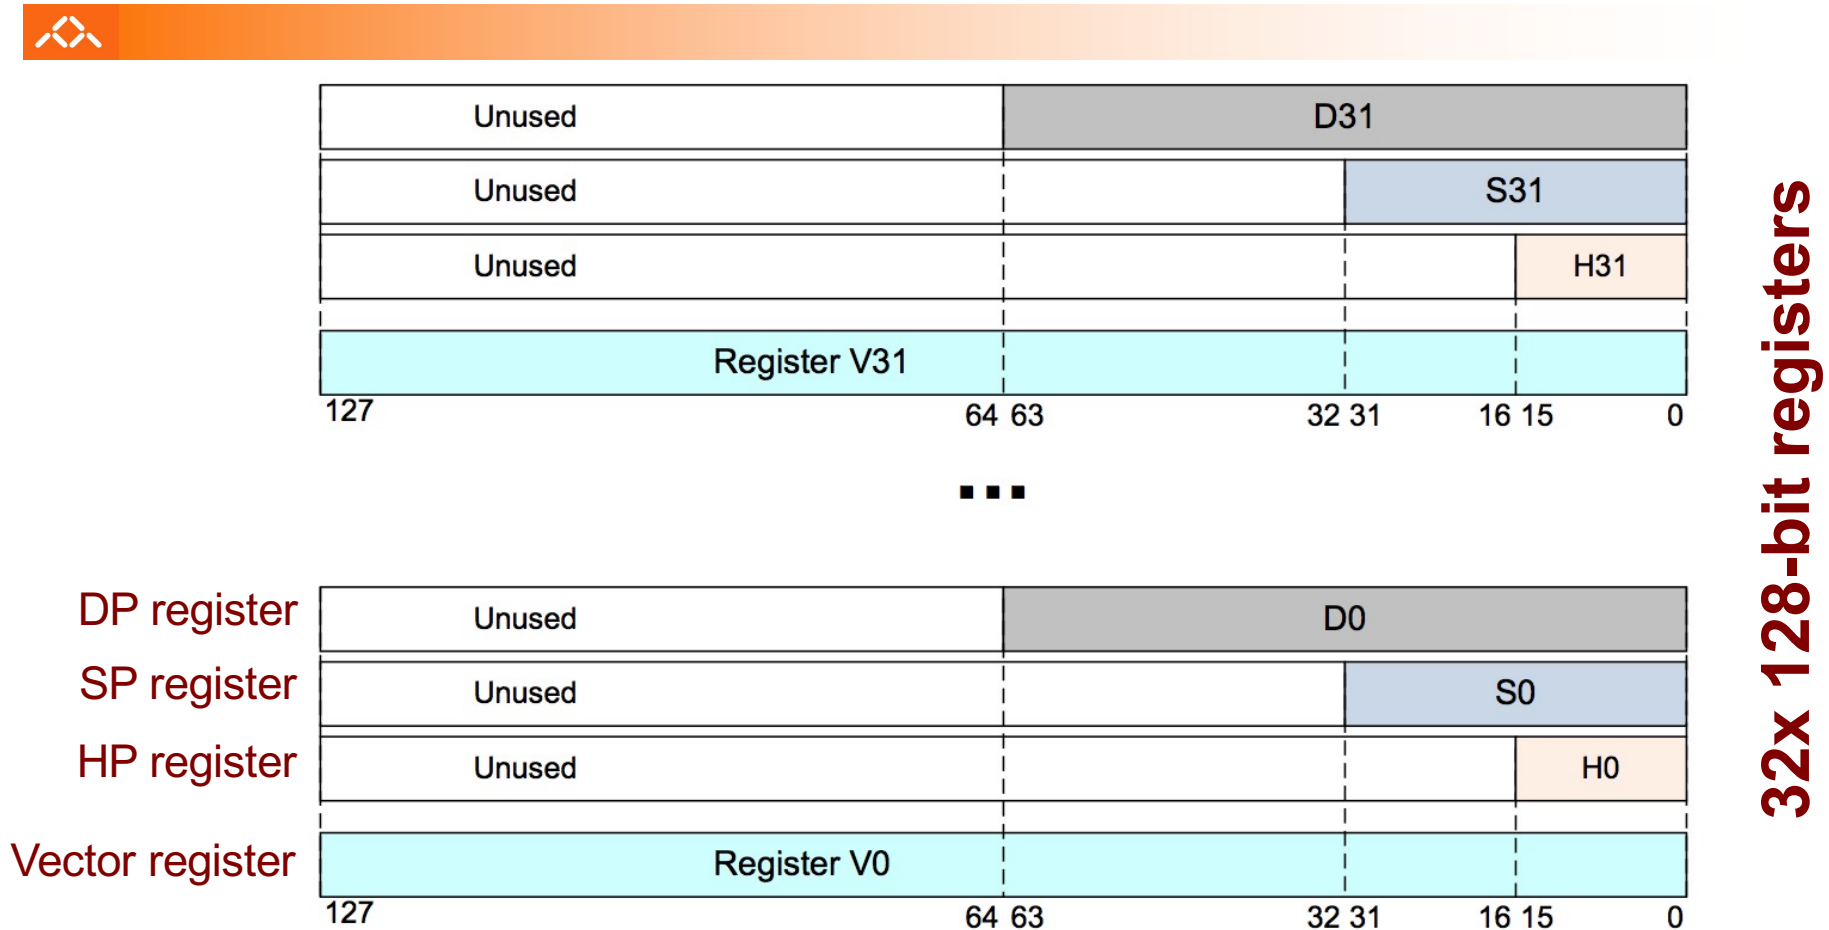 Unused D31
Unused S31
Unused H31
Register V31
127 64 63 32 31 16 15 0
...
DP register Unused D0
SP register Unused S0
HP register Unused H0
Vector register Register V0
127 64 63 32 31 16 15 0
32x 128-bit registers